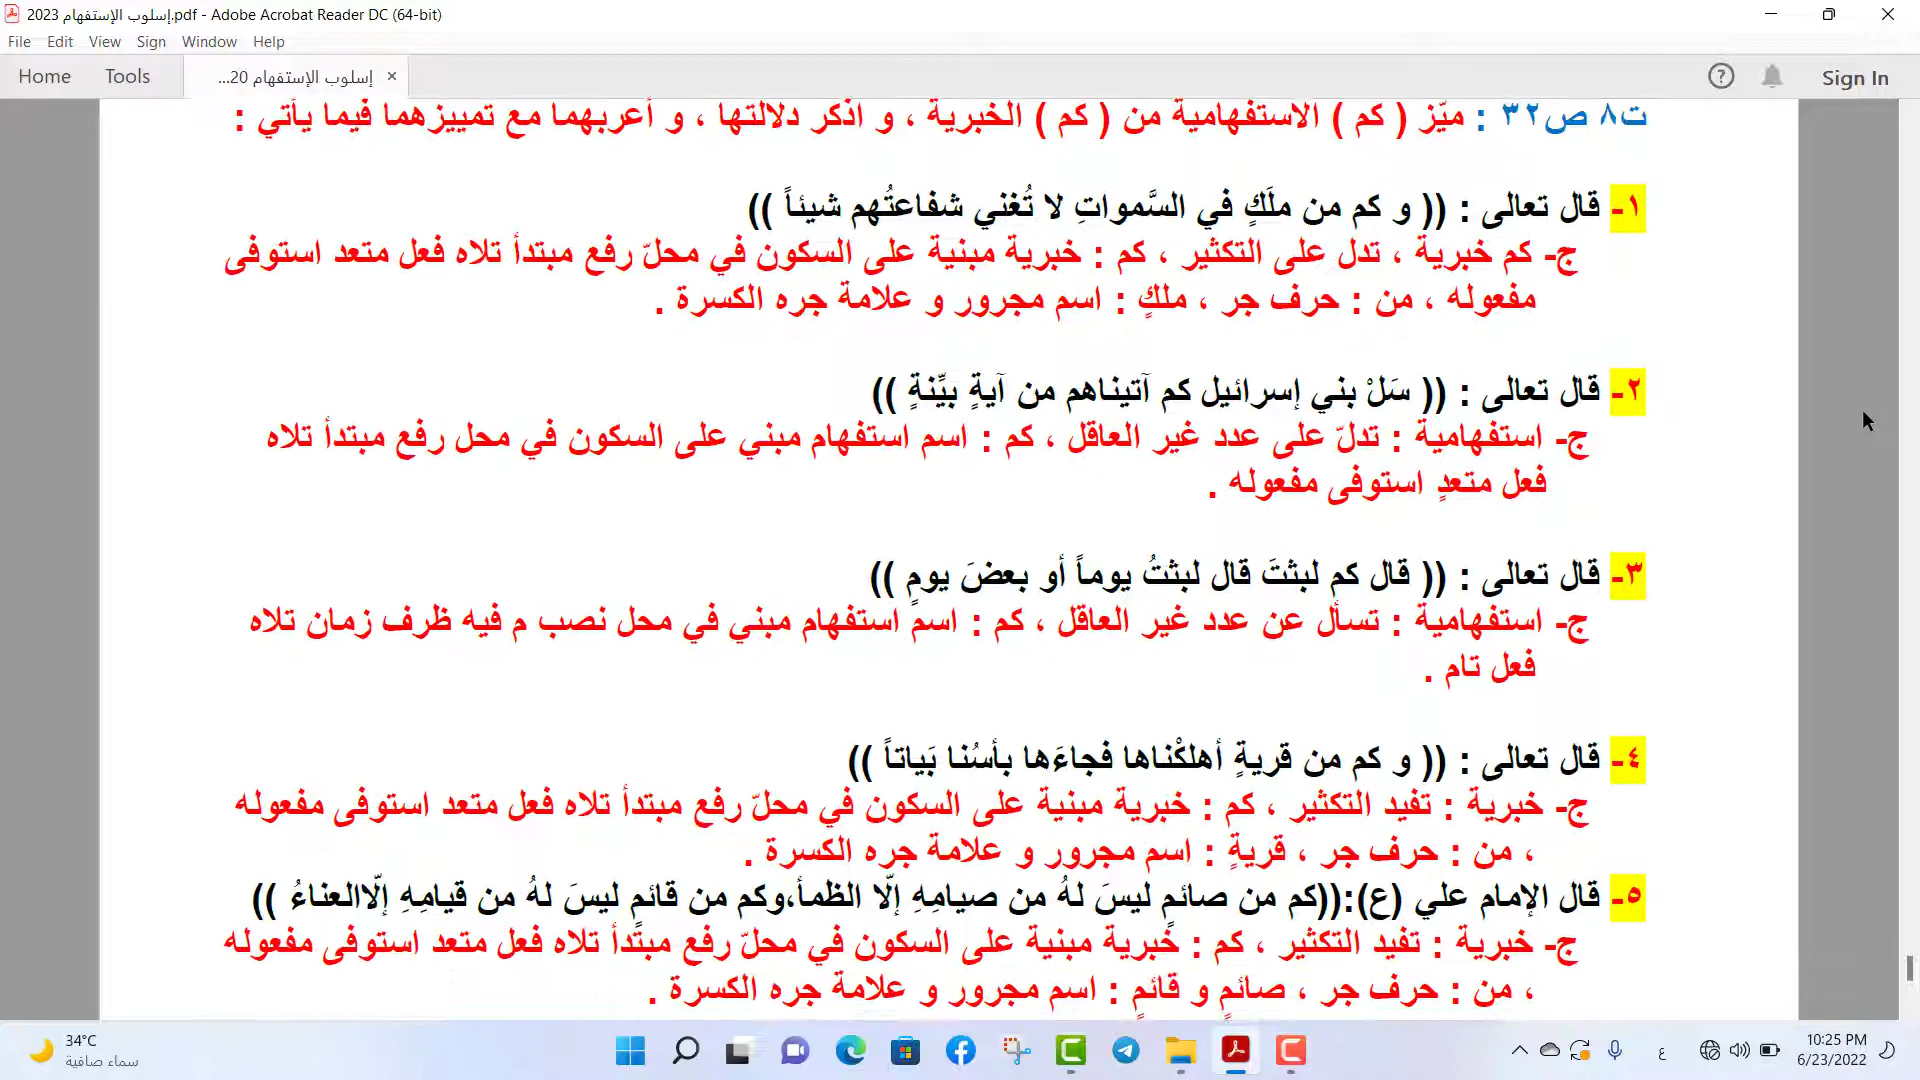 إسلوب الإستفهام 2023.pdf - Adobe Acrobat Reader DC (64-bit)
File Edit View Sign Window Help
Home Tools إسلوب الإستفهام 20... × Sign In
ت٨ ص٣٢ : ميّز ( كم ) الاستفهامية من ( كم ) الخبرية ، و اذكر دلالتها ، و أعربهما مع تمييزهما فيما يأتي :
١- قال تعالى : (( و كم من ملَكٍ في السَّمواتِ لا تُغني شفاعتُهم شيئاً ))
ج- كم خبرية ، تدل على التكثير ، كم : خبرية مبنية على السكون في محلّ رفع مبتدأ تلاه فعل متعد استوفى
مفعوله ، من : حرف جر ، ملكٍ : اسم مجرور و علامة جره الكسرة .
٢- قال تعالى : (( سَلْ بني إسرائيل كم آتيناهم من آيةٍ بيِّنةٍ ))
ج- استفهامية : تدلّ على عدد غير العاقل ، كم : اسم استفهام مبني على السكون في محل رفع مبتدأ تلاه
فعل متعدٍ استوفى مفعوله .
٣- قال تعالى : (( قال كم لبثتَ قال لبثتُ يوماً أو بعضَ يومٍ ))
ج- استفهامية : تسأل عن عدد غير العاقل ، كم : اسم استفهام مبني في محل نصب م فيه ظرف زمان تلاه
فعل تام .
٤- قال تعالى : (( و كم من قريةٍ أهلكْناها فجاءَها بأسُنا بَياتاً ))
ج- خبرية : تفيد التكثير ، كم : خبرية مبنية على السكون في محلّ رفع مبتدأ تلاه فعل متعد استوفى مفعوله
، من : حرف جر ، قريةٍ : اسم مجرور و علامة جره الكسرة .
٥- قال الإمام علي (ع):((كم من صائمٍ ليسَ لهُ من صيامِهِ إلّا الظمأ،وكم من قائمٍ ليسَ لهُ من قيامِهِ إلّاالعناءُ ))
ج- خبرية : تفيد التكثير ، كم : خبرية مبنية على السكون في محلّ رفع مبتدأ تلاه فعل متعد استوفى مفعوله
، من : حرف جر ، صائمٍ و قائمٍ : اسم مجرور و علامة جره الكسرة .
34°C
سماء صافية
ع
10:25 PM
6/23/2022